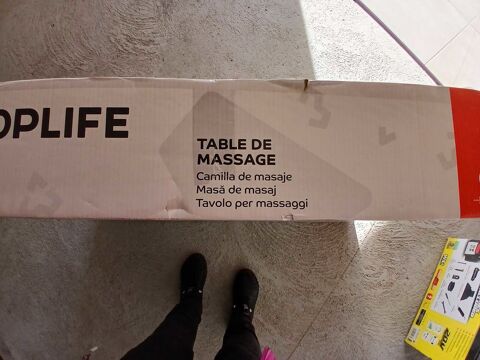 OPLIFE
TABLE DE
MASSAGE
Camilla de masaje
Masă de masaj
Tavolo per massaggi